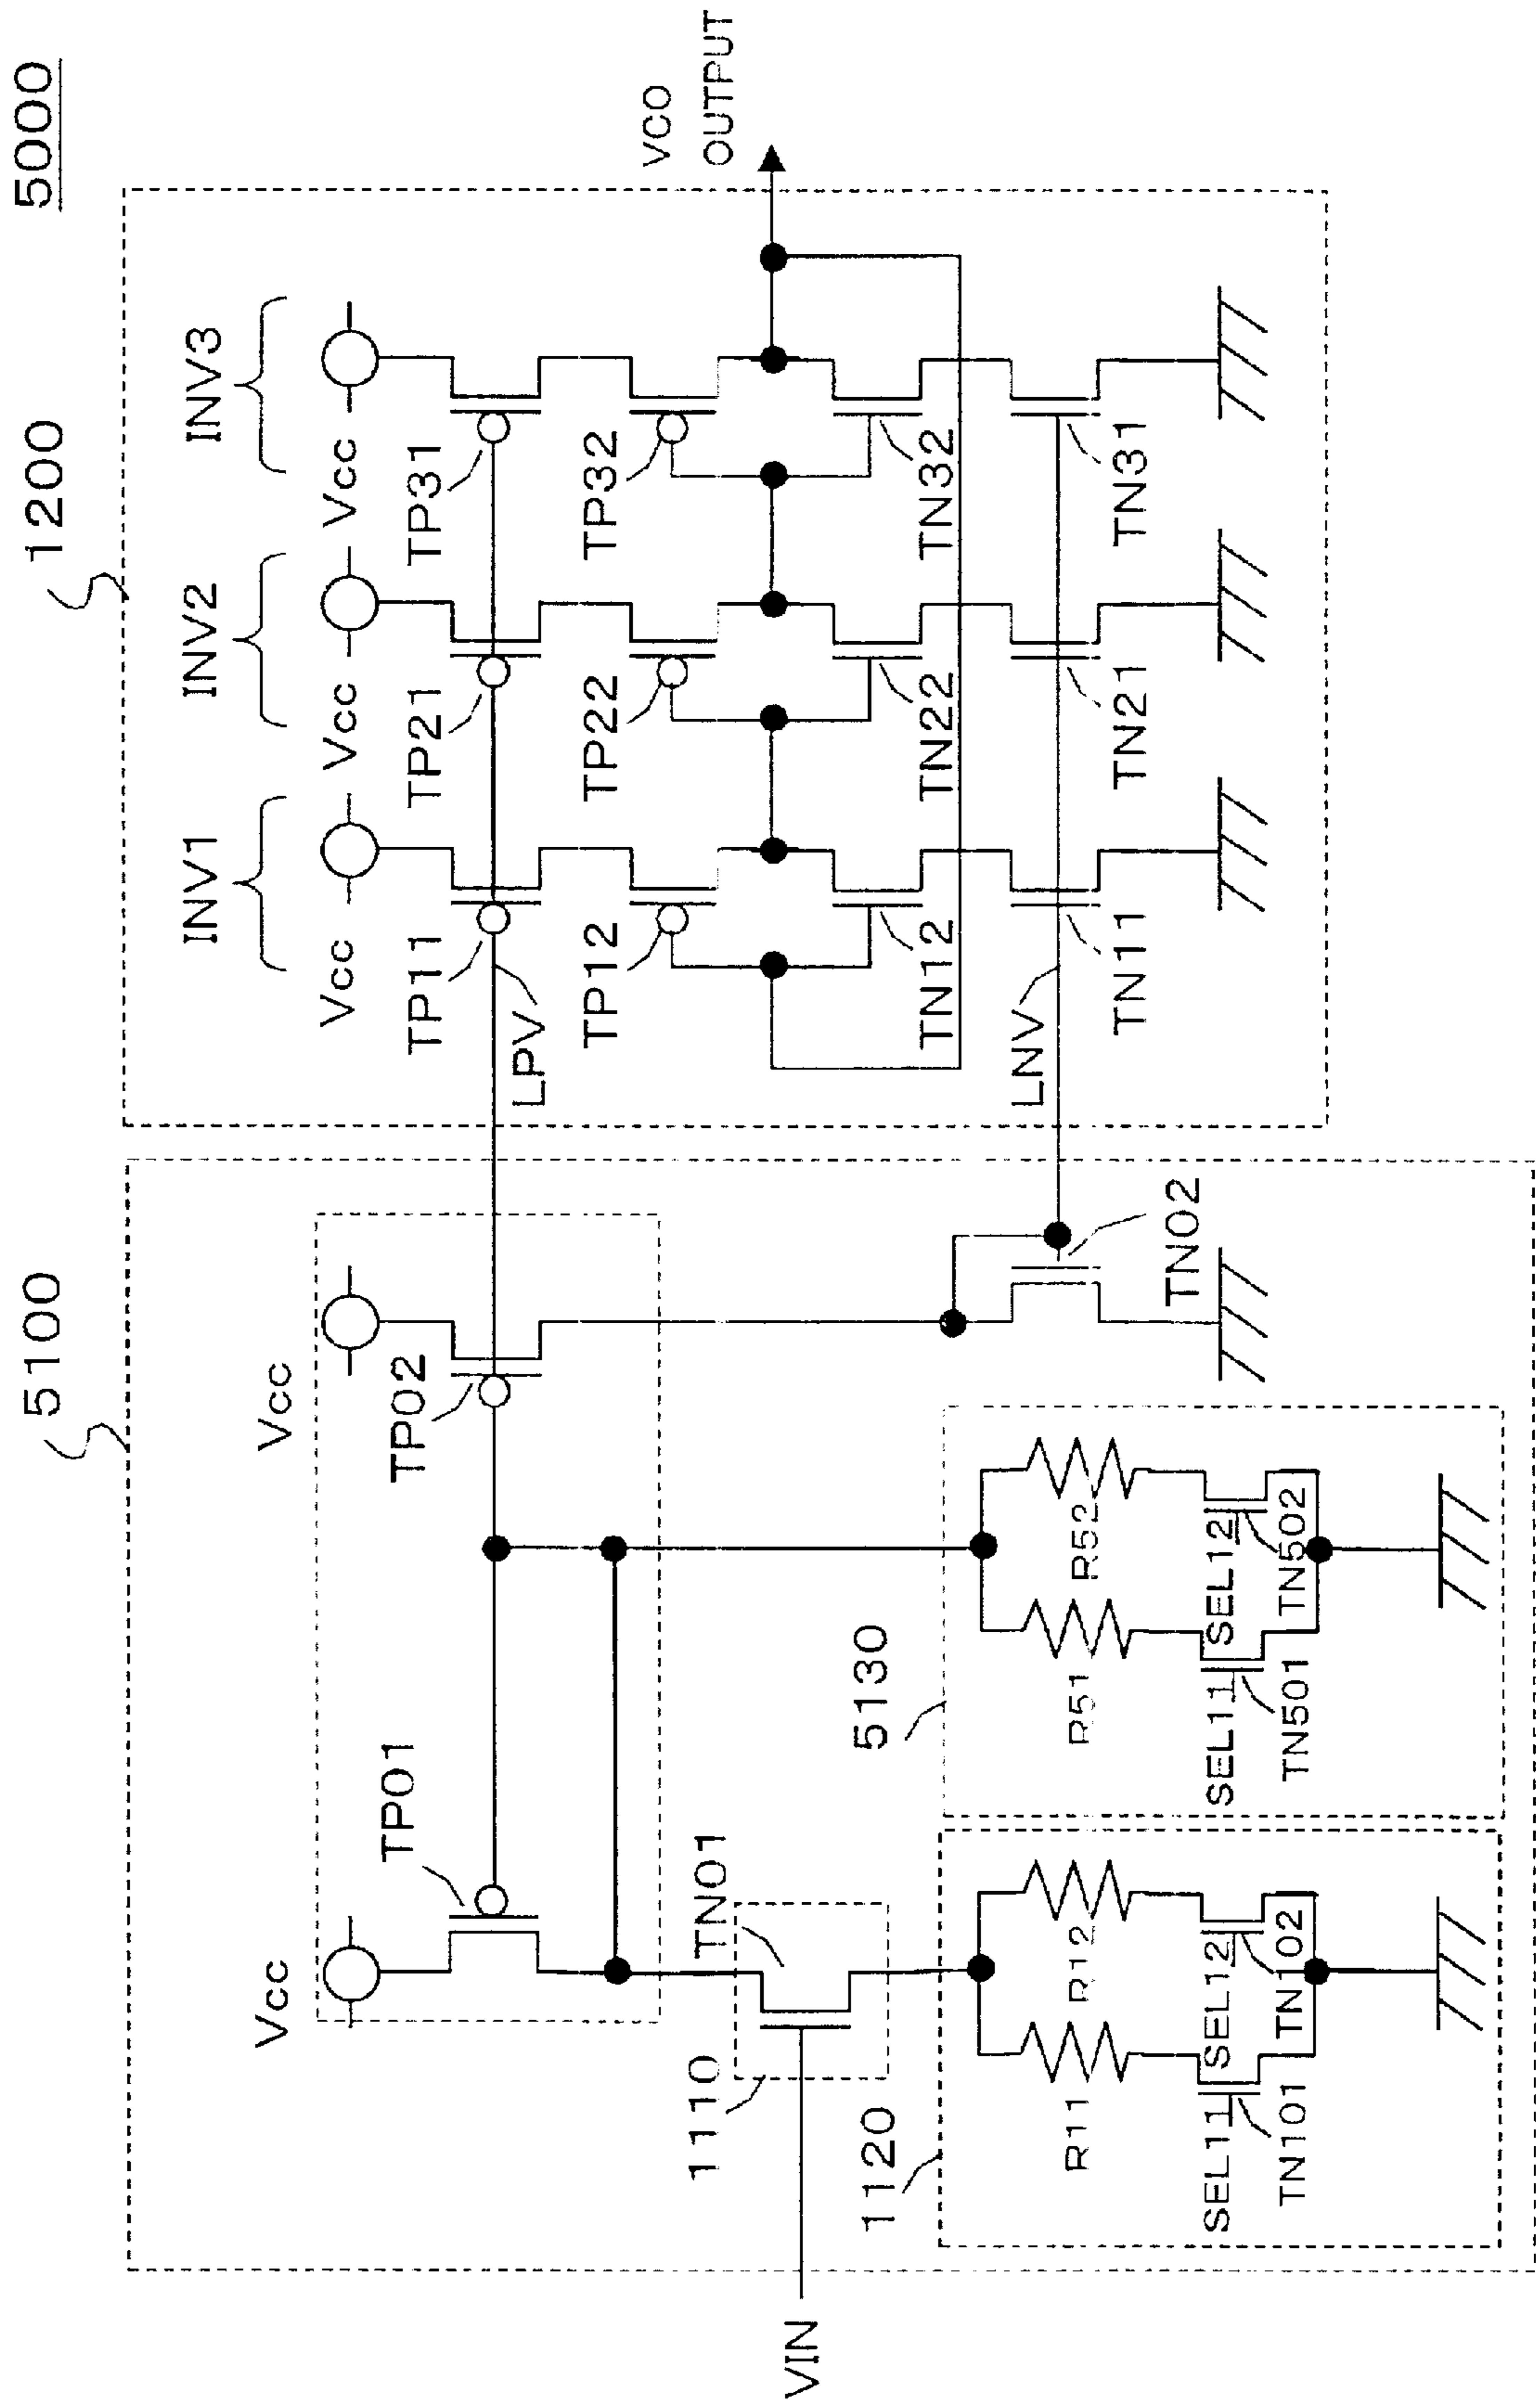 5000
5100
1200
INV1
INV2
INV3
Vcc
Vcc
Vcc
Vcc
Vcc
TP01
TP02
TP11
TP21
TP31
LPV
TP12
TP22
TP32
VCO
OUTPUT
1110
TN01
VIN
TN12
TN22
TN32
LNV
TN11
TN21
TN31
TN02
1120
5130
R11
R12
R51
R52
SEL11
SEL12
SEL11
SEL12
TN101
TN102
TN501
TN502